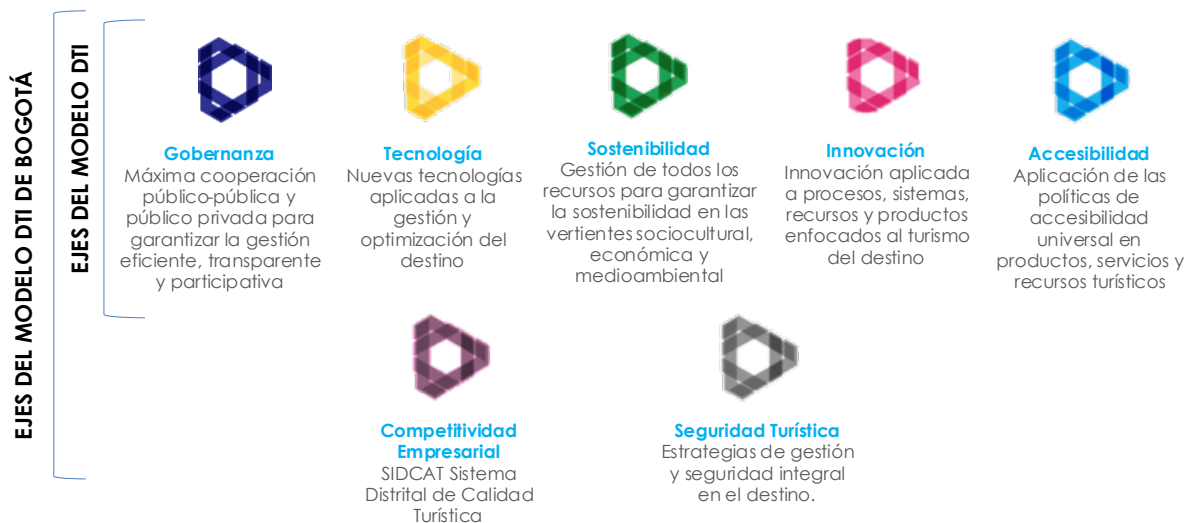 EJES DEL MODELO DTI DE BOGOTÁ
EJES DEL MODELO DTI
Gobernanza
Máxima cooperación
público-pública y
público privada para
garantizar la gestión
eficiente, transparente
y participativa
Tecnología
Nuevas tecnologías
aplicadas a la
gestión y
optimización del
destino
Sostenibilidad
Gestión de todos los
recursos para garantizar
la sostenibilidad en las
vertientes sociocultural,
económica y
medioambiental
Innovación
Innovación aplicada
a procesos, sistemas,
recursos y productos
enfocados al turismo
del destino
Accesibilidad
Aplicación de las
políticas de
accesibilidad
universal en
productos, servicios y
recursos turísticos
Competitividad
Empresarial
SIDCAT Sistema
Distrital de Calidad
Turística
Seguridad Turística
Estrategias de gestión
y seguridad integral
en el destino.